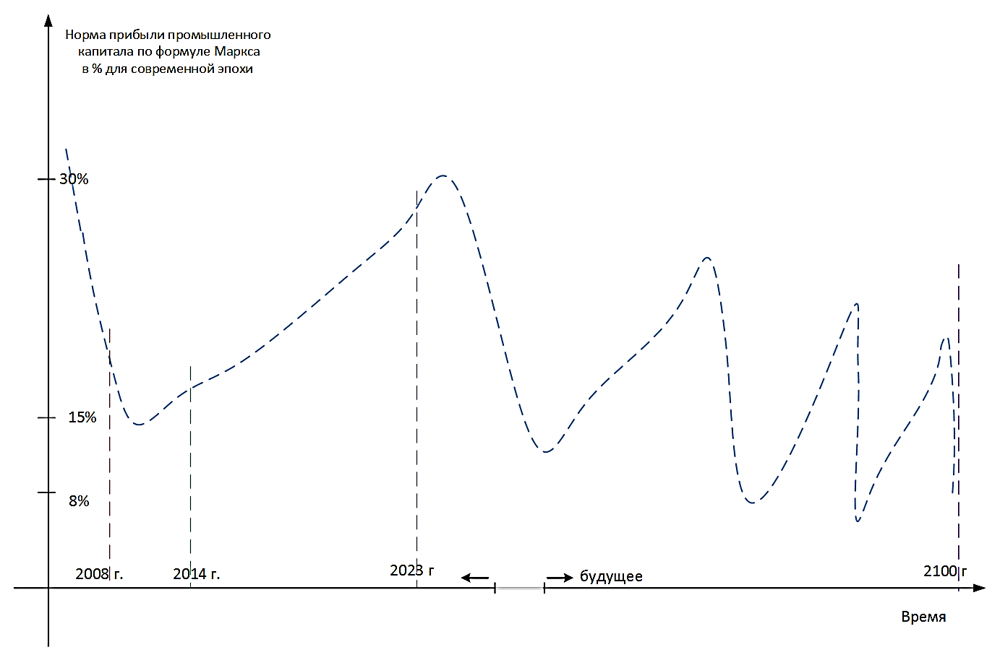 Норма прибыли промышленного
капитала по формуле Маркса
в % для современной эпохи
30%
15%
8%
2008 г.
2014 г.
2023 г
будущее
2100 г
Время